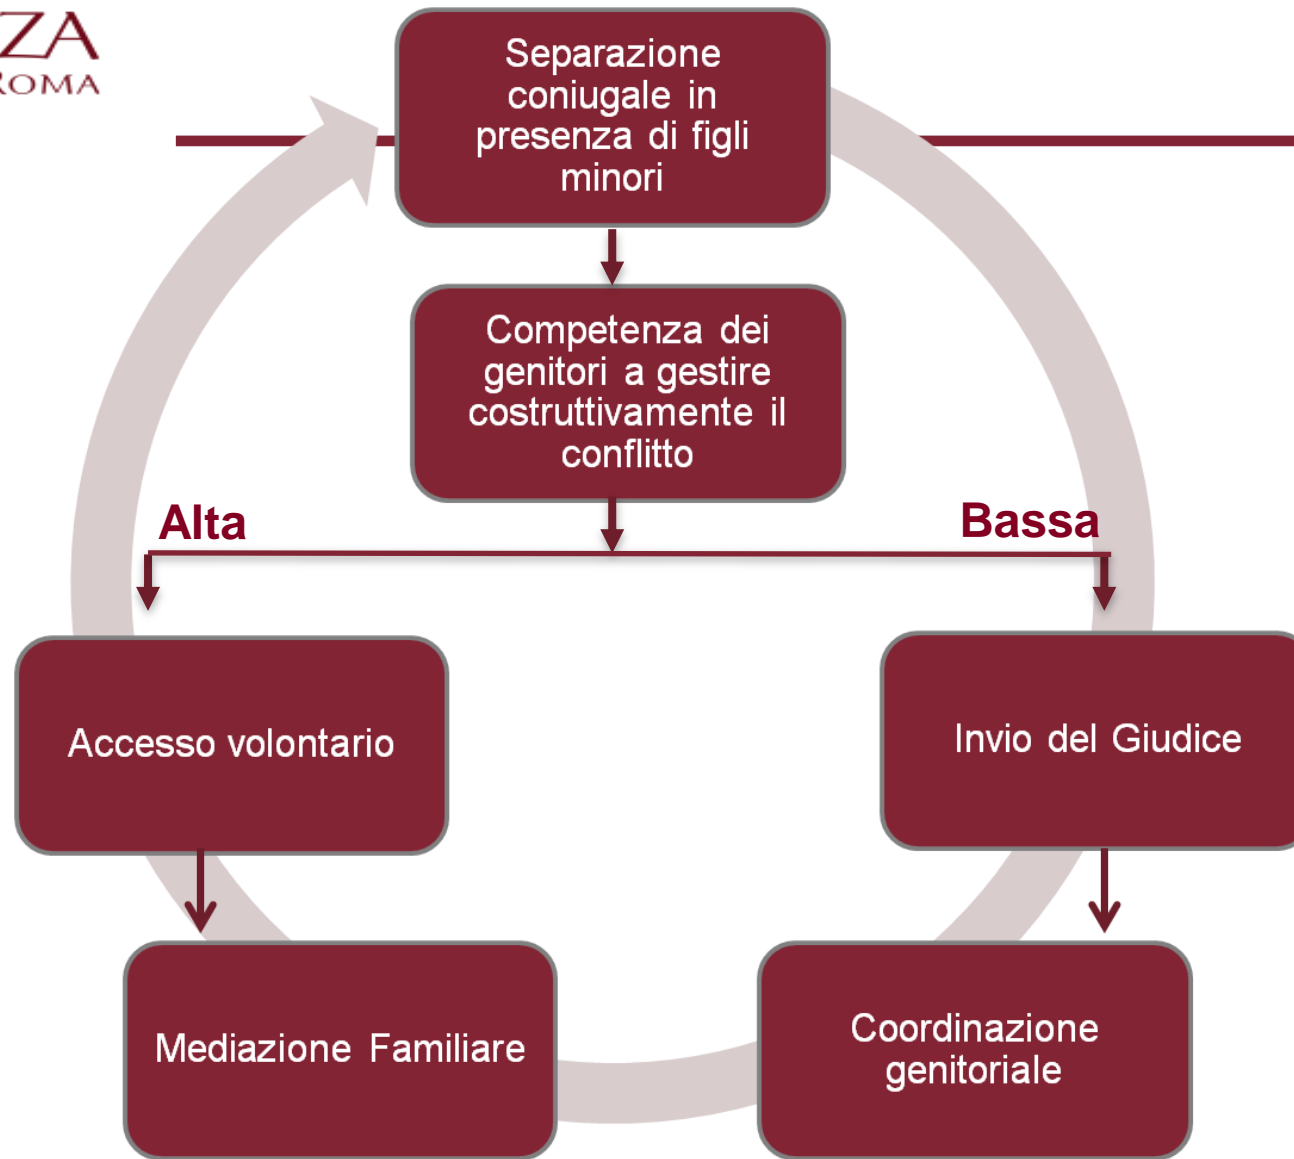 ZA
ROMA
Separazione
coniugale in
presenza di figli
minori
Competenza dei
genitori a gestire
costruttivamente il
conflitto
Alta
Bassa
Accesso volontario
Invio del Giudice
Mediazione Familiare
Coordinazione
genitoriale